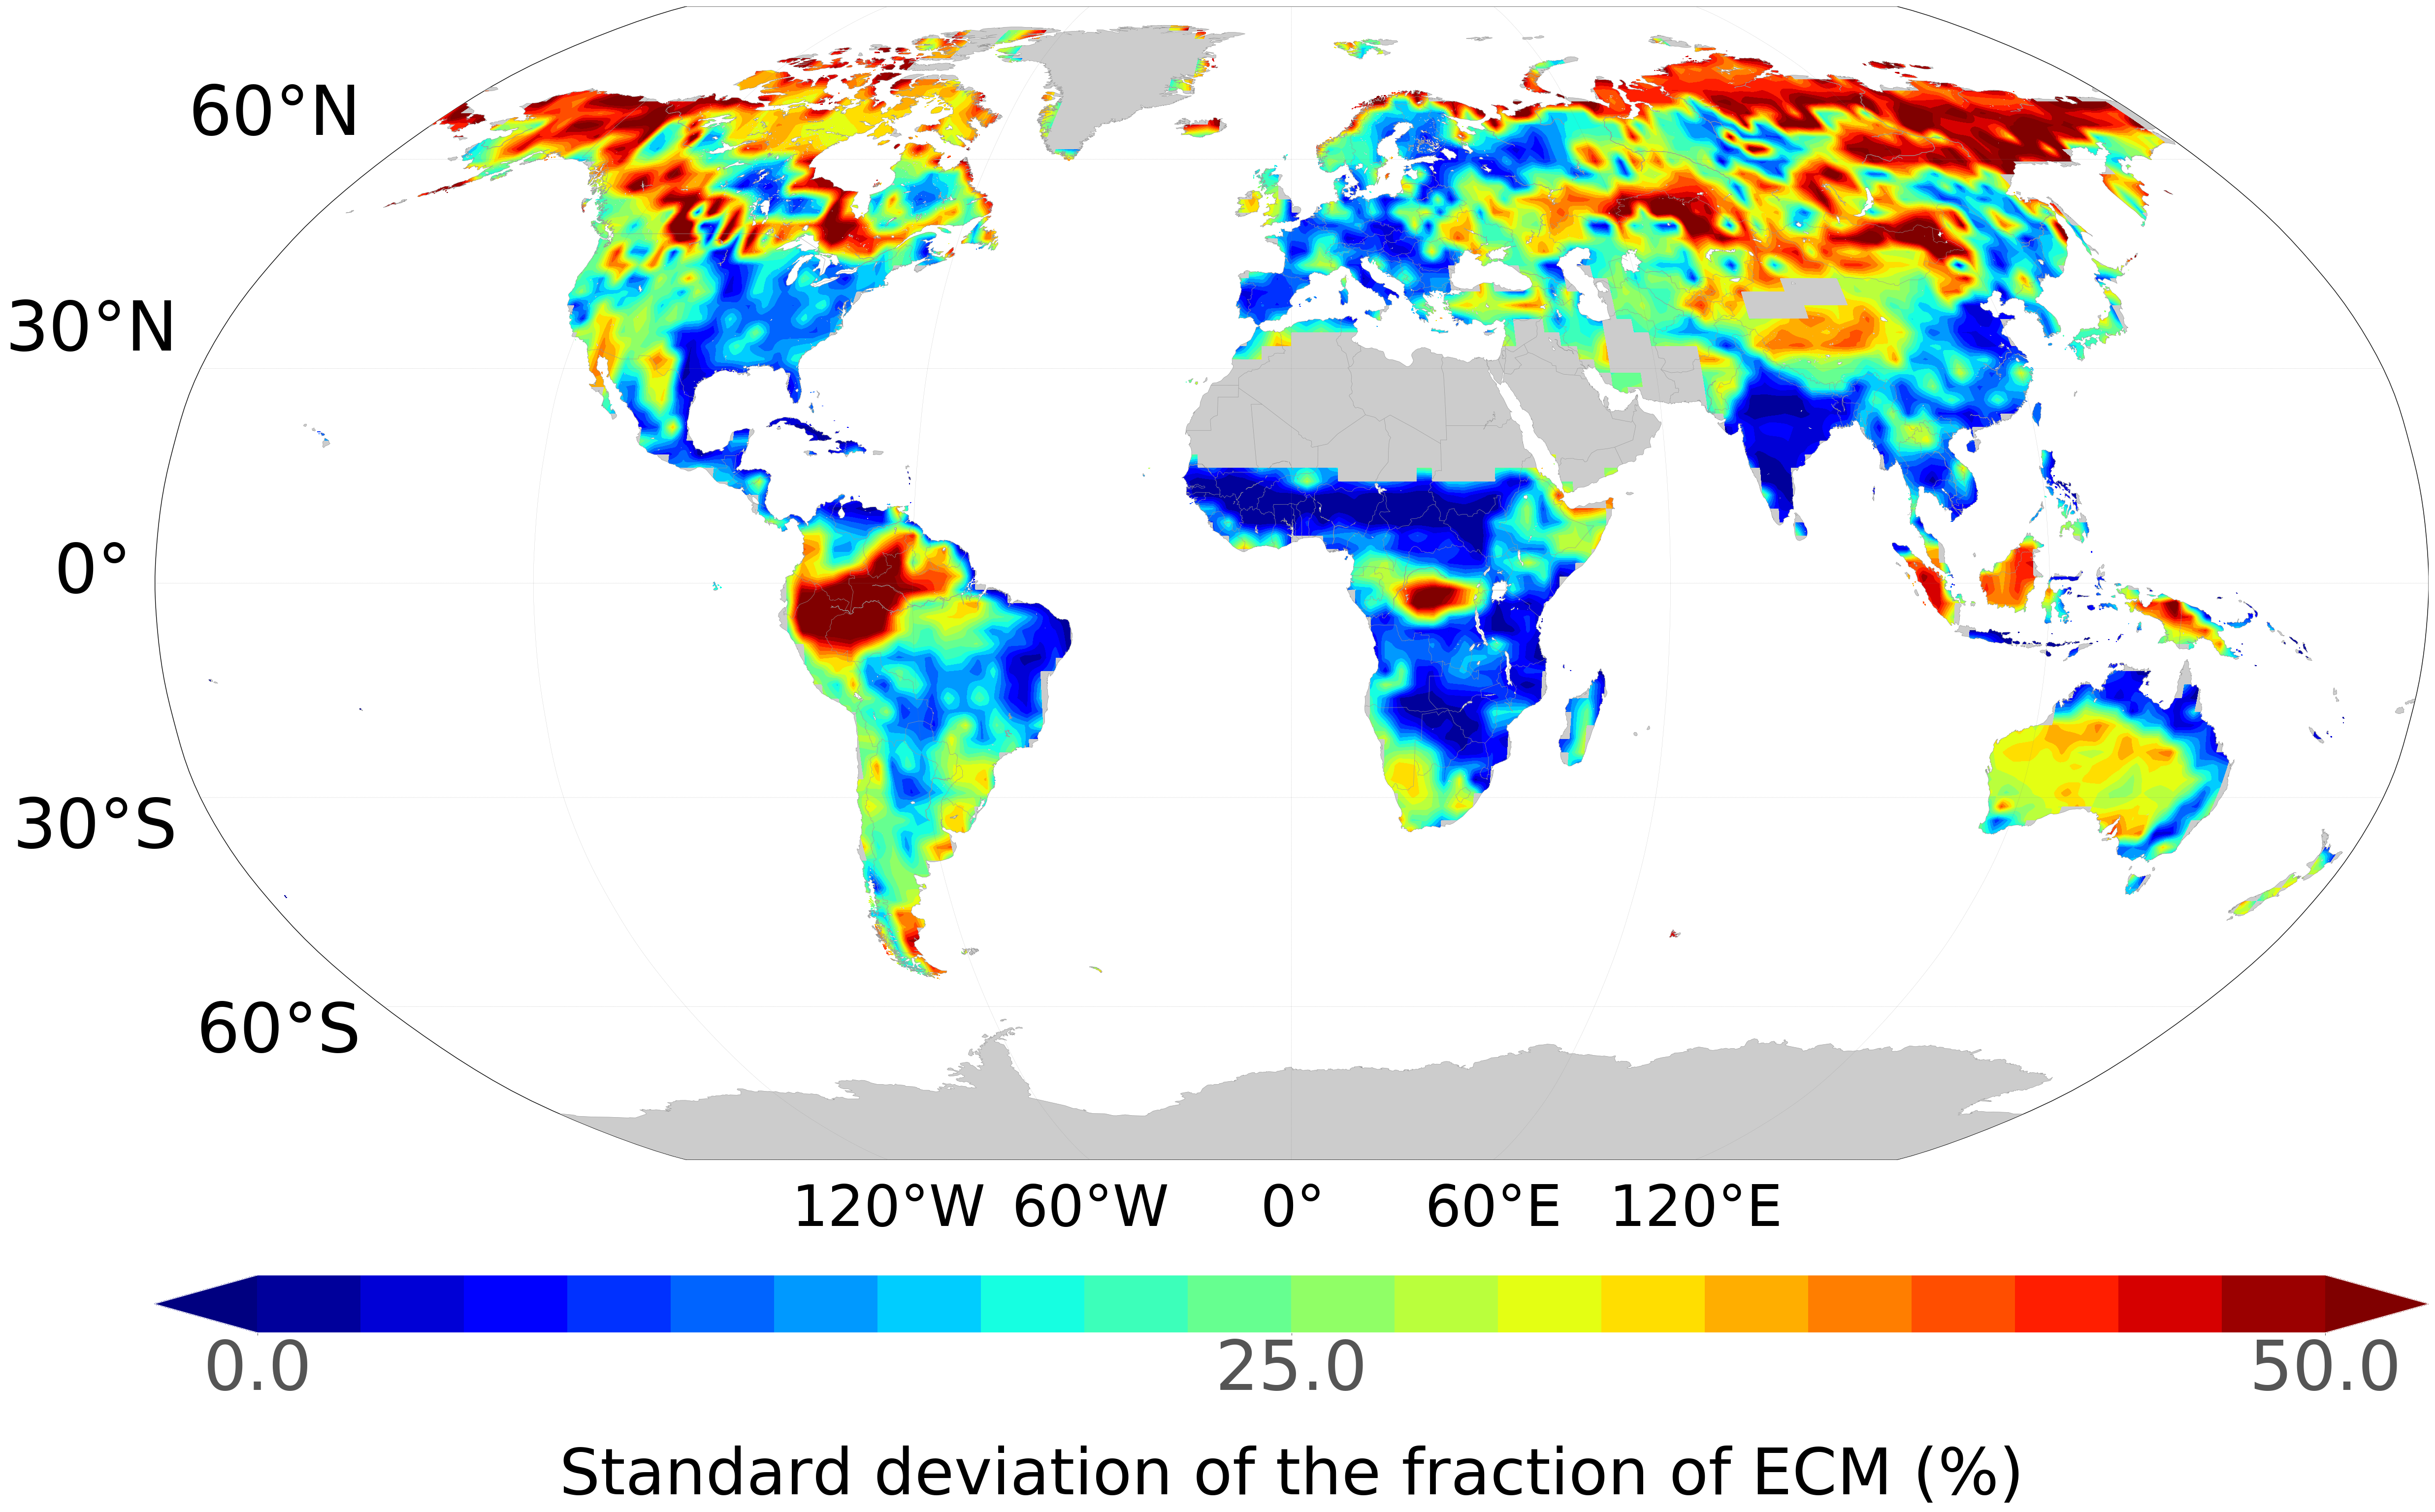 60°N
30°N
0°
30°S
60°S
120°W 60°W 0° 60°E 120°E
0.0 25.0 50.0
Standard deviation of the fraction of ECM (%)